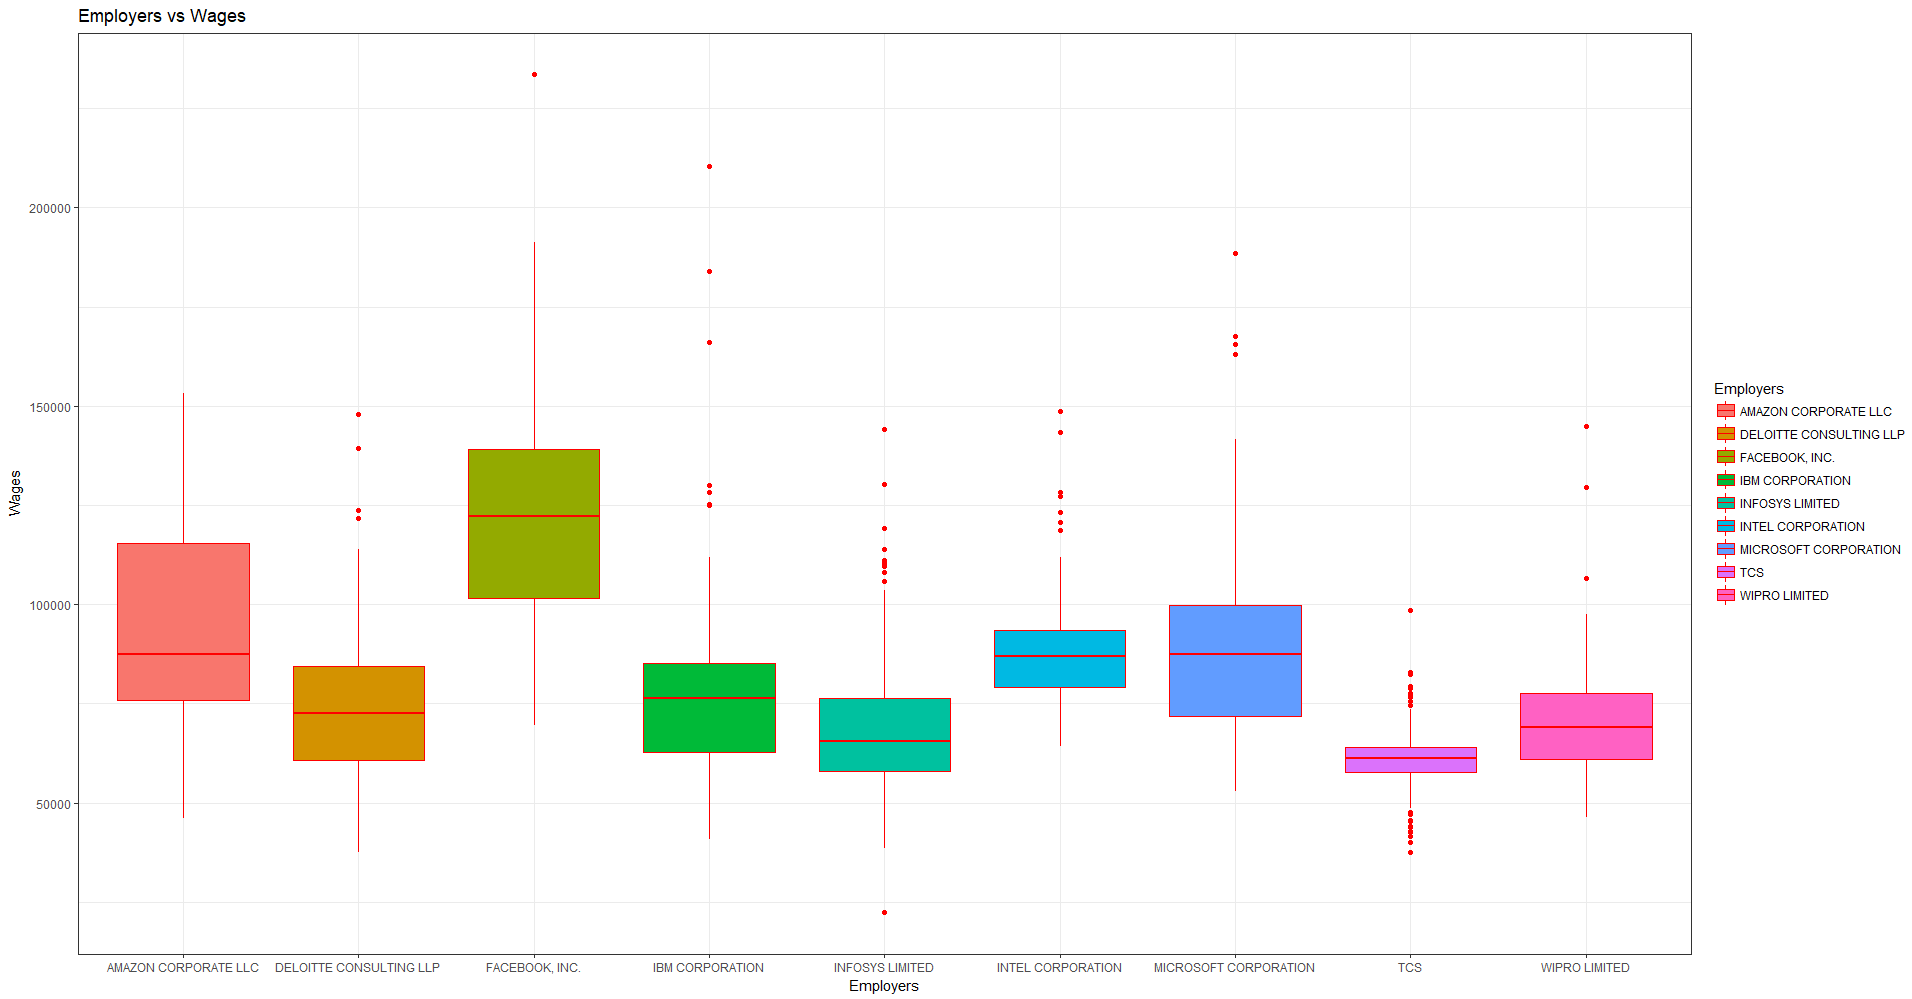 Employers vs Wages
200000
150000
100000
50000
Wages
AMAZON CORPORATE LLC
DELOITTE CONSULTING LLP
FACEBOOK, INC.
IBM CORPORATION
INFOSYS LIMITED
INTEL CORPORATION
MICROSOFT CORPORATION
TCS
WIPRO LIMITED
Employers
Employers
AMAZON CORPORATE LLC
DELOITTE CONSULTING LLP
FACEBOOK, INC.
IBM CORPORATION
INFOSYS LIMITED
INTEL CORPORATION
MICROSOFT CORPORATION
TCS
WIPRO LIMITED